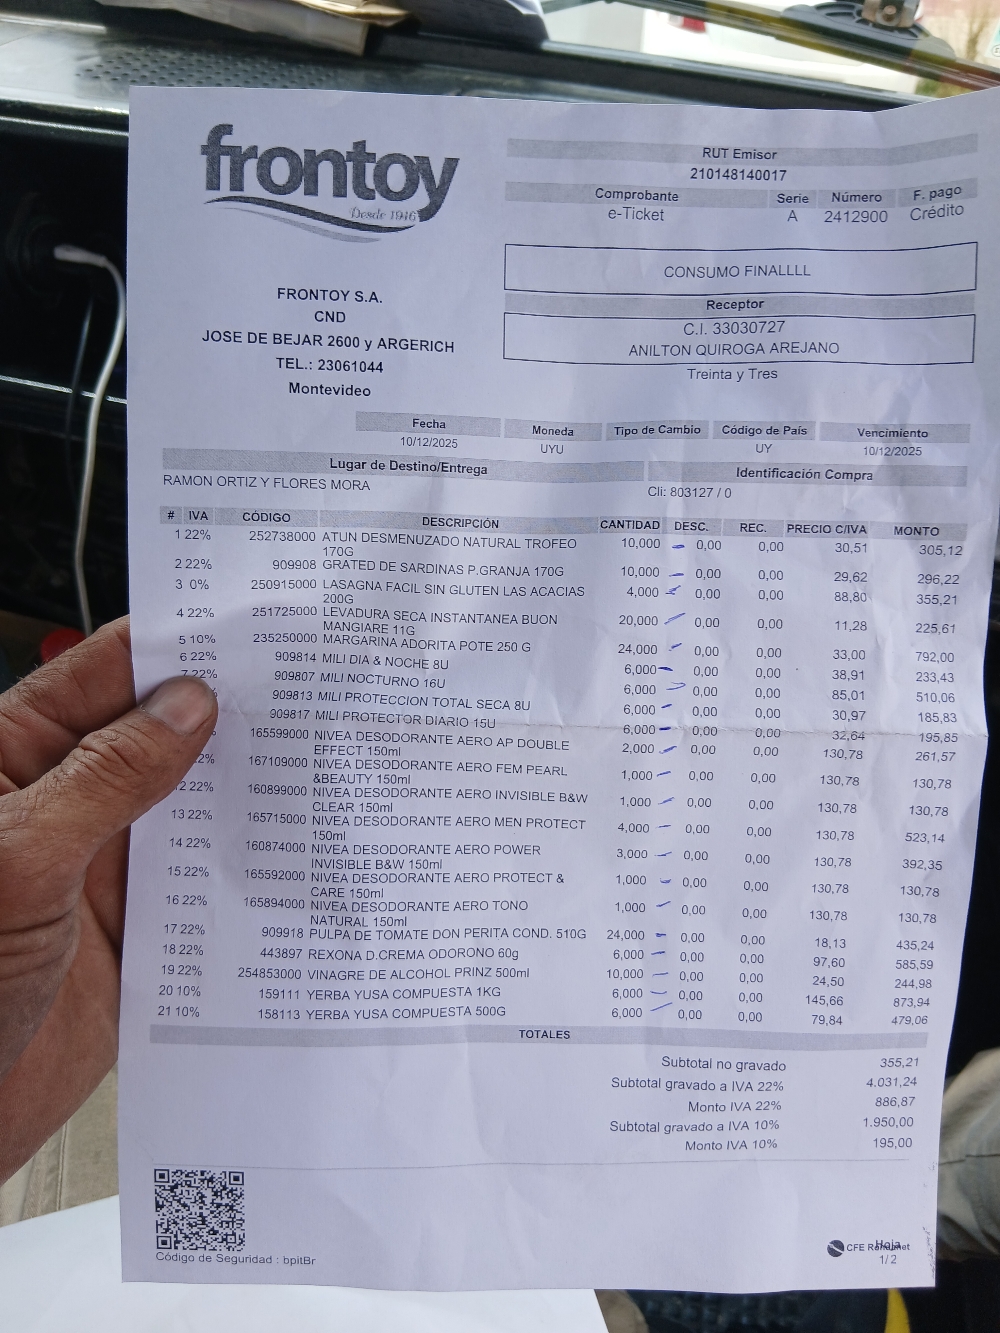 frontoy
Desde 1946
RUT Emisor
210148140017
Comprobante Serie Número F. pago
e-Ticket A 2412900 Crédito
CONSUMO FINALLLL
Receptor
C.I. 33030727
ANILTON QUIROGA AREJANO
Treinta y Tres
FRONTOY S.A.
CND
JOSE DE BEJAR 2600 y ARGERICH
TEL.: 23061044
Montevideo
Fecha Moneda Tipo de Cambio Código de País Vencimiento
10/12/2025 UYU UY 10/12/2025
Lugar de Destino/Entrega Identificación Compra
RAMON ORTIZ Y FLORES MORA Cli: 803127 / 0
# IVA CÓDIGO DESCRIPCIÓN CANTIDAD DESC. REC. PRECIO C/IVA MONTO
1 22% 252738000 ATUN DESMENUZADO NATURAL TROFEO 10,000 0,00 0,00 30,51 305,12
170G
2 22% 909908 GRATED DE SARDINAS P.GRANJA 170G 10,000 0,00 0,00 29,62 296,22
3 0% 250915000 LASAGNA FACIL SIN GLUTEN LAS ACACIAS 4,000 0,00 0,00 88,80 355,21
200G
4 22% 251725000 LEVADURA SECA INSTANTANEA BUON 20,000 0,00 0,00 11,28 225,61
MANGIARE 11G
5 10% 235250000 MARGARINA ADORITA POTE 250 G 24,000 0,00 0,00 33,00 792,00
6 22% 909814 MILI DIA & NOCHE 8U 6,000 0,00 0,00 38,91 233,43
7 22% 909807 MILI NOCTURNO 16U 6,000 0,00 0,00 85,01 510,06
909813 MILI PROTECCION TOTAL SECA 8U 6,000 0,00 0,00 30,97 185,83
909817 MILI PROTECTOR DIARIO 15U 6,000 0,00 0,00 32,64 195,85
165599000 NIVEA DESODORANTE AERO AP DOUBLE 2,000 0,00 0,00 130,78 261,57
EFFECT 150ml
2% 167109000 NIVEA DESODORANTE AERO FEM PEARL 1,000 0,00 0,00 130,78 130,78
&BEAUTY 150ml
12 22% 160899000 NIVEA DESODORANTE AERO INVISIBLE B&W 1,000 0,00 0,00 130,78 130,78
CLEAR 150ml
13 22% 165715000 NIVEA DESODORANTE AERO MEN PROTECT 4,000 0,00 0,00 130,78 523,14
150ml
14 22% 160874000 NIVEA DESODORANTE AERO POWER 3,000 0,00 0,00 130,78 392,35
INVISIBLE B&W 150ml
15 22% 165592000 NIVEA DESODORANTE AERO PROTECT & 1,000 0,00 0,00 130,78 130,78
CARE 150ml
16 22% 165894000 NIVEA DESODORANTE AERO TONO 1,000 0,00 0,00 130,78 130,78
NATURAL 150ml
17 22% 909918 PULPA DE TOMATE DON PERITA COND. 510G 24,000 0,00 0,00 18,13 435,24
18 22% 443897 REXONA D.CREMA ODORONO 60g 6,000 0,00 0,00 97,60 585,59
19 22% 254853000 VINAGRE DE ALCOHOL PRINZ 500ml 10,000 0,00 0,00 24,50 244,98
20 10% 159111 YERBA YUSA COMPUESTA 1KG 6,000 0,00 0,00 145,66 873,94
21 10% 158113 YERBA YUSA COMPUESTA 500G 6,000 0,00 0,00 79,84 479,06
TOTALES
Subtotal no gravado 355,21
Subtotal gravado a IVA 22% 4.031,24
Monto IVA 22% 886,87
Subtotal gravado a IVA 10% 1.950,00
Monto IVA 10% 195,00
Código de Seguridad : bpitBr
CFE
Hoja
1/2